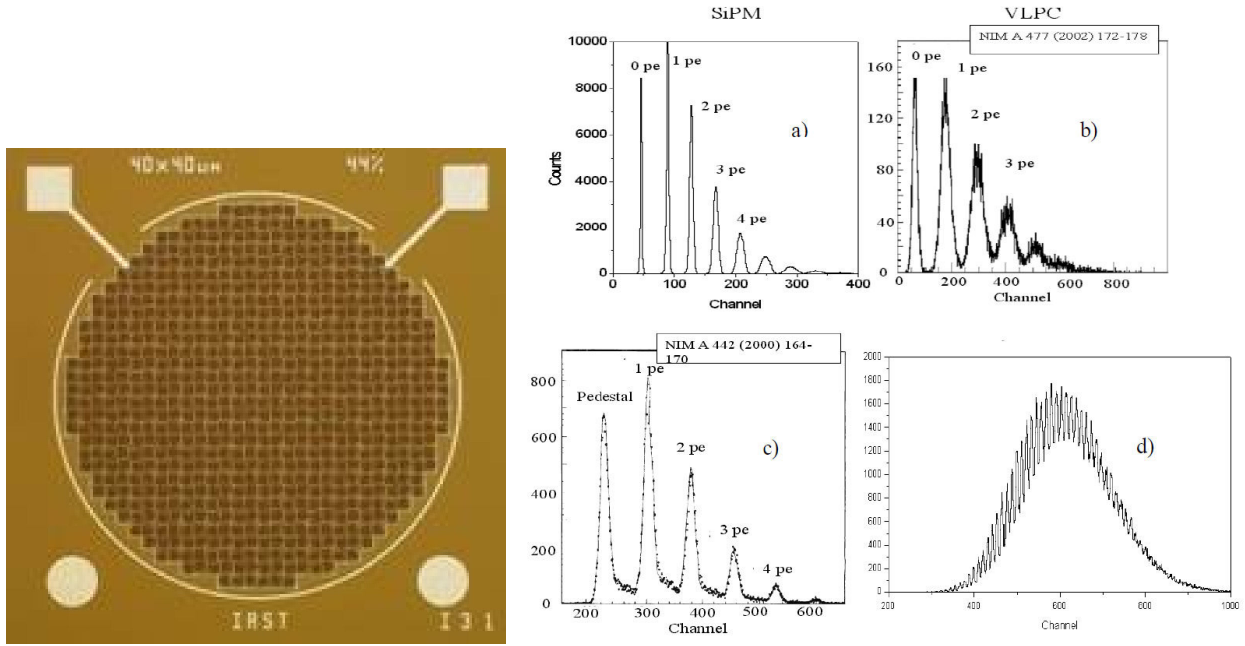 40×40µm 44%
IRST I31
SiPM
10000
8000
6000
4000
2000
0
Counts
0 pe
1 pe
2 pe
3 pe
4 pe
a)
0 100 200 300 400
Channel
VLPC
NIM A 477 (2002) 172-178
160
120
80
40
0
0 pe
1 pe
2 pe
3 pe
b)
0 200 400 600 800
Channel
NIM A 442 (2000) 164-
170
800
600
400
200
0
Pedestal
1 pe
2 pe
3 pe
4 pe
c)
200 300 400 500 600
Channel
2000
1800
1600
1400
1200
1000
800
600
400
200
0
d)
200 400 600 800 1000
Channel